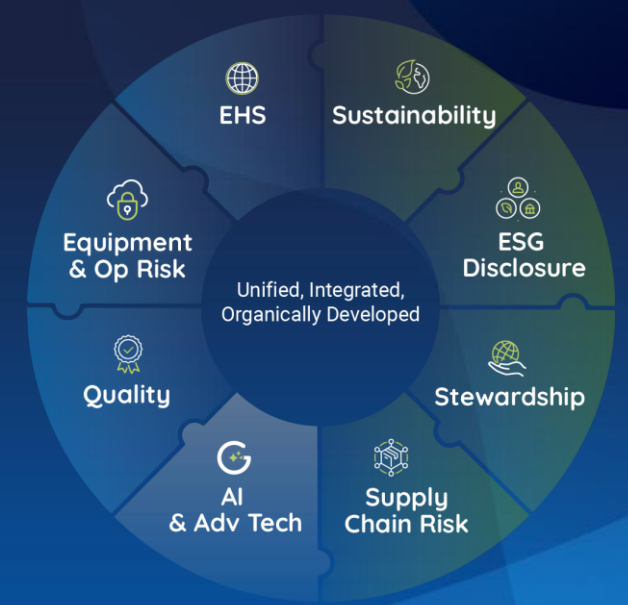 EHS
Sustainability
ESG
Disclosure
Stewardship
Supply
Chain Risk
AI
& Adv Tech
Quality
Equipment
& Op Risk
Unified, Integrated,
Organically Developed